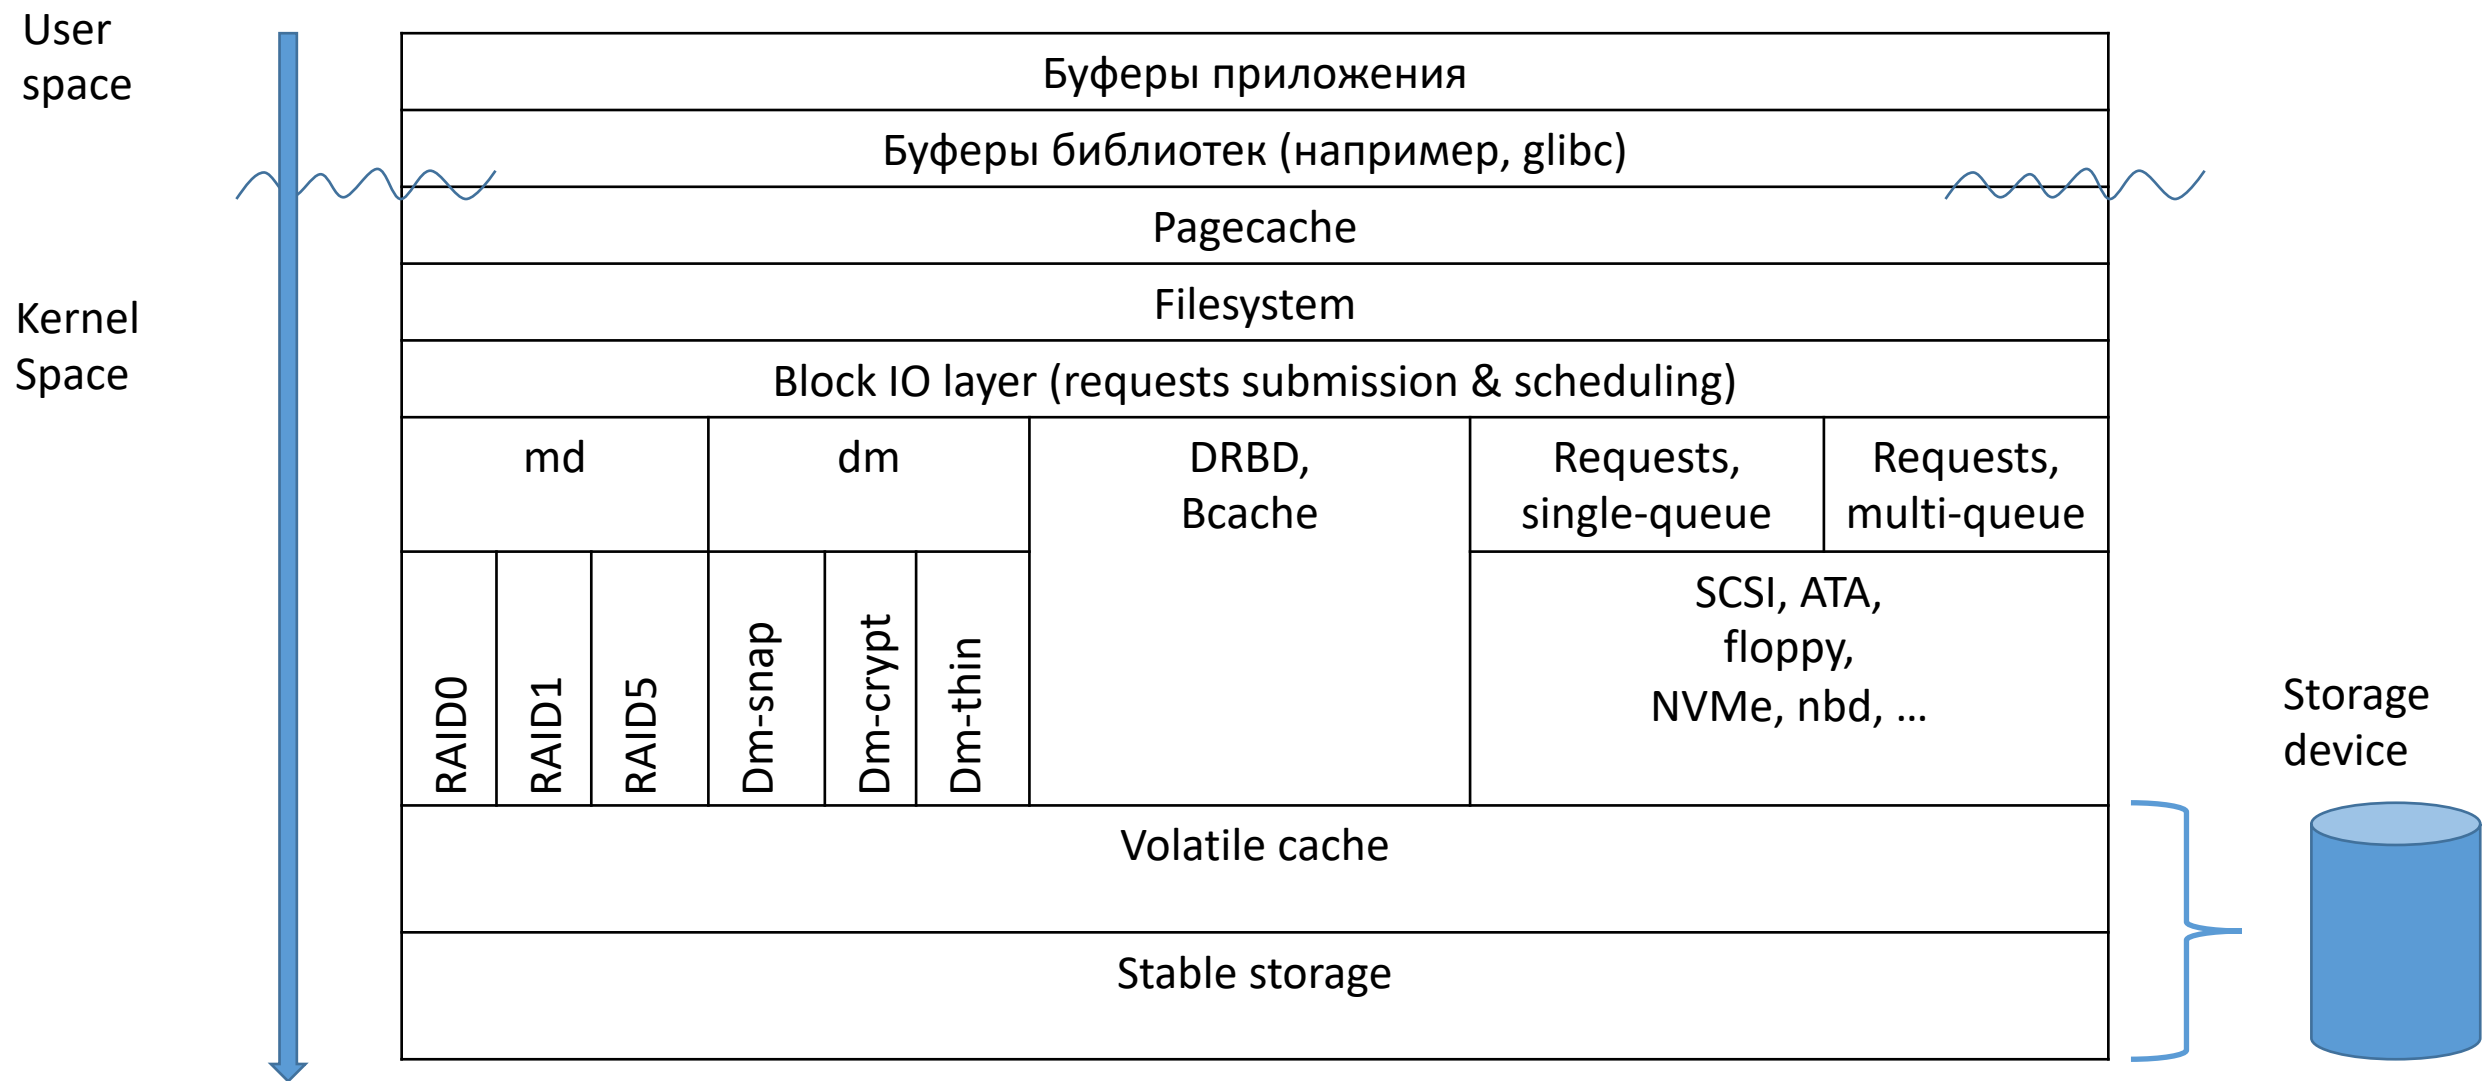 User
space
Буферы приложения
Буферы библиотек (например, glibc)
Pagecache
Filesystem
Kernel
Space
Block IO layer (requests submission & scheduling)
md
dm
DRBD,
Bcache
Requests,
single-queue
Requests,
multi-queue
RAID0
RAID1
RAID5
Dm-snap
Dm-crypt
Dm-thin
SCSI, ATA,
floppy,
NVMe, nbd, …
Storage
device
Volatile cache
Stable storage